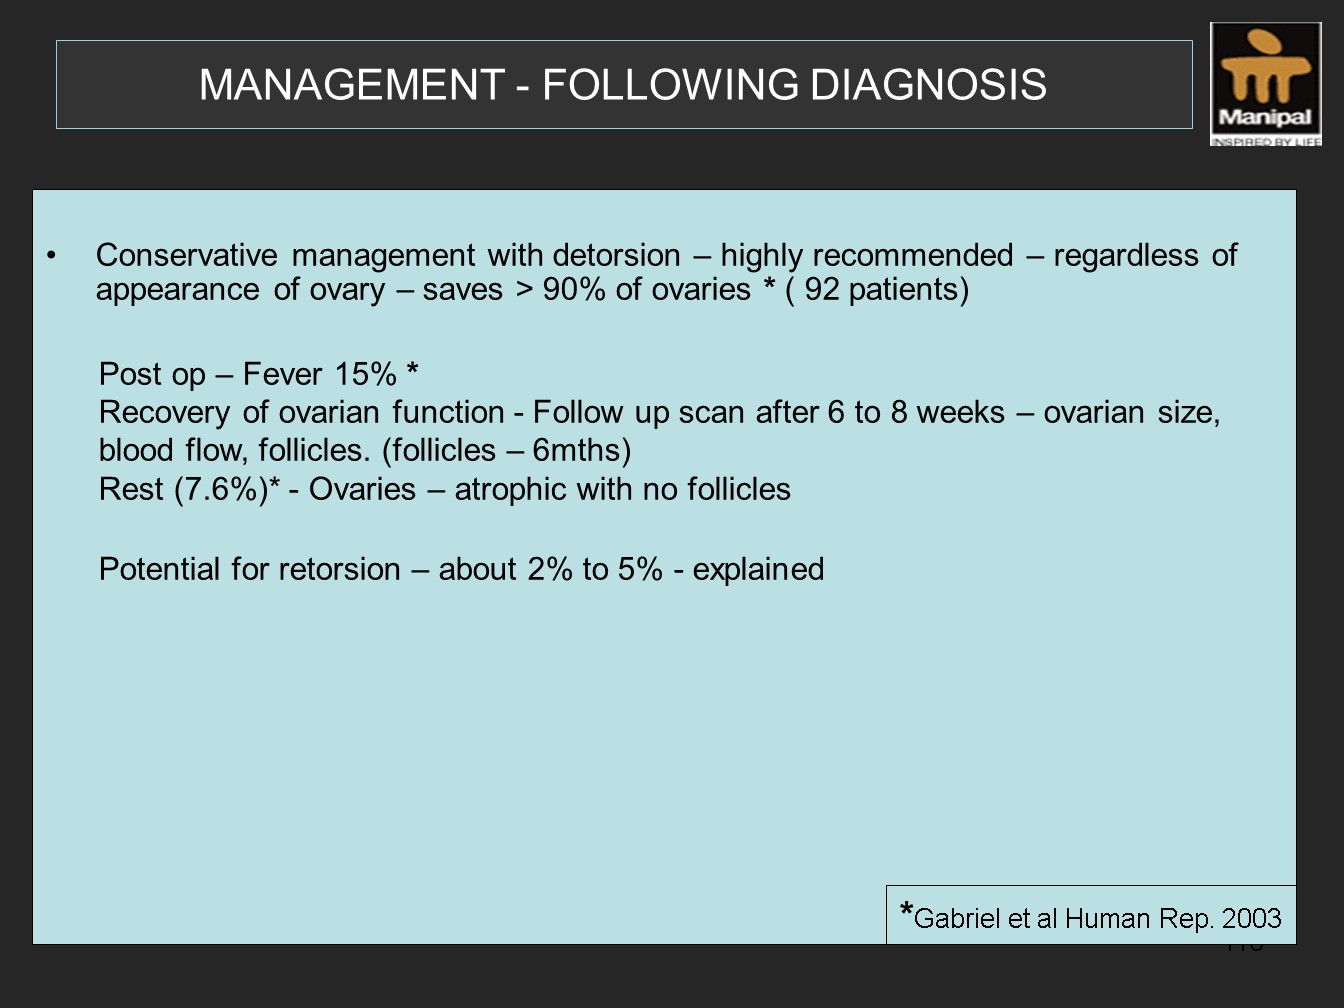 MANAGEMENT - FOLLOWING DIAGNOSIS
Manipal
INSPIRED BY LIFE
• Conservative management with detorsion – highly recommended – regardless of
appearance of ovary – saves > 90% of ovaries * ( 92 patients)
Post op – Fever 15% *
Recovery of ovarian function - Follow up scan after 6 to 8 weeks – ovarian size,
blood flow, follicles. (follicles – 6mths)
Rest (7.6%)* - Ovaries – atrophic with no follicles
Potential for retorsion – about 2% to 5% - explained
*Gabriel et al Human Rep. 2003